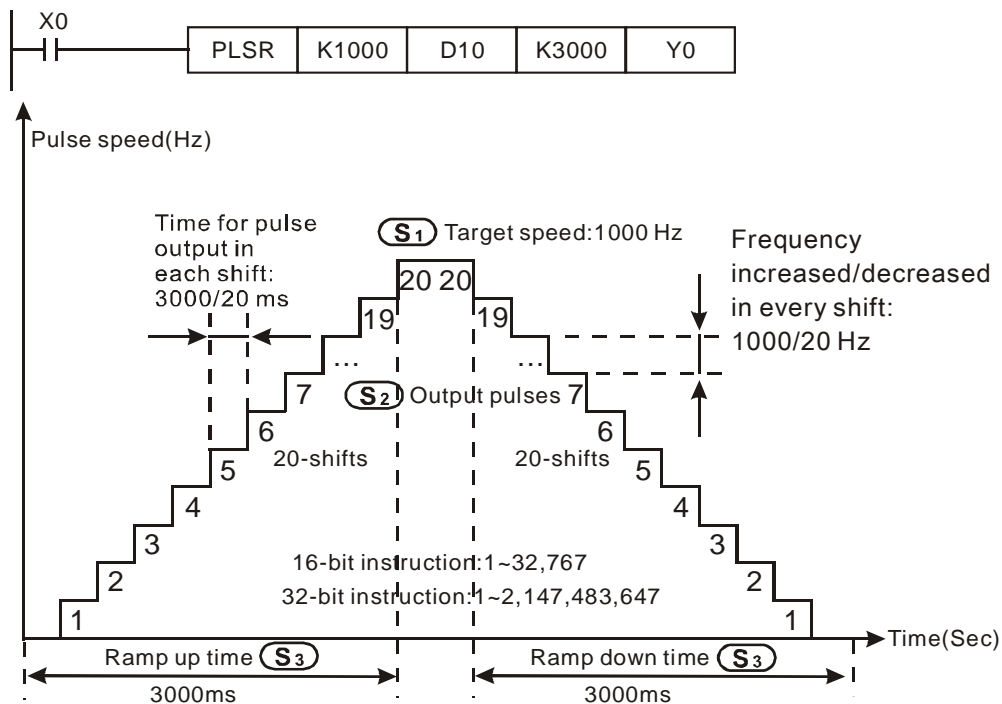 X0
PLSR K1000 D10 K3000 Y0
Pulse speed(Hz)
Time for pulse
output in
each shift:
3000/20 ms
S1 Target speed:1000 Hz
Frequency
increased/decreased
in every shift:
1000/20 Hz
20 20
19 19
... ...
7 S2 Output pulses 7
6 6
20-shifts 20-shifts
5 5
4 4
3 3
16-bit instruction:1~32,767
2 2
32-bit instruction:1~2,147,483,647
1 1
Time(Sec)
Ramp up time S3 Ramp down time S3
3000ms 3000ms